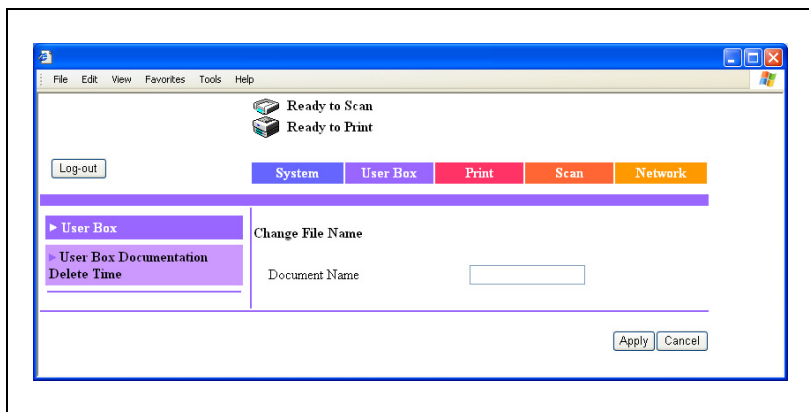 File Edit View Favorites Tools Help
Ready to Scan
Ready to Print
Log-out
System User Box Print Scan Network
User Box
User Box Documentation
Delete Time
Change File Name
Document Name
Apply Cancel